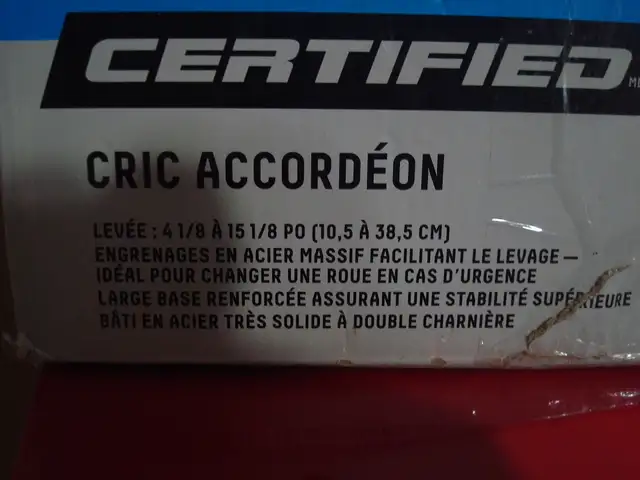 CERTIFIED
CRIC ACCORDÉON
LEVÉE : 4 1/8 À 15 1/8 PO (10,5 À 38,5 CM)
ENGRENAGES EN ACIER MASSIF FACILITANT LE LEVAGE —
IDÉAL POUR CHANGER UNE ROUE EN CAS D'URGENCE
LARGE BASE RENFORCÉE ASSURANT UNE STABILITÉ SUPÉRIEURE
BÂTI EN ACIER TRÈS SOLIDE À DOUBLE CHARNIÈRE